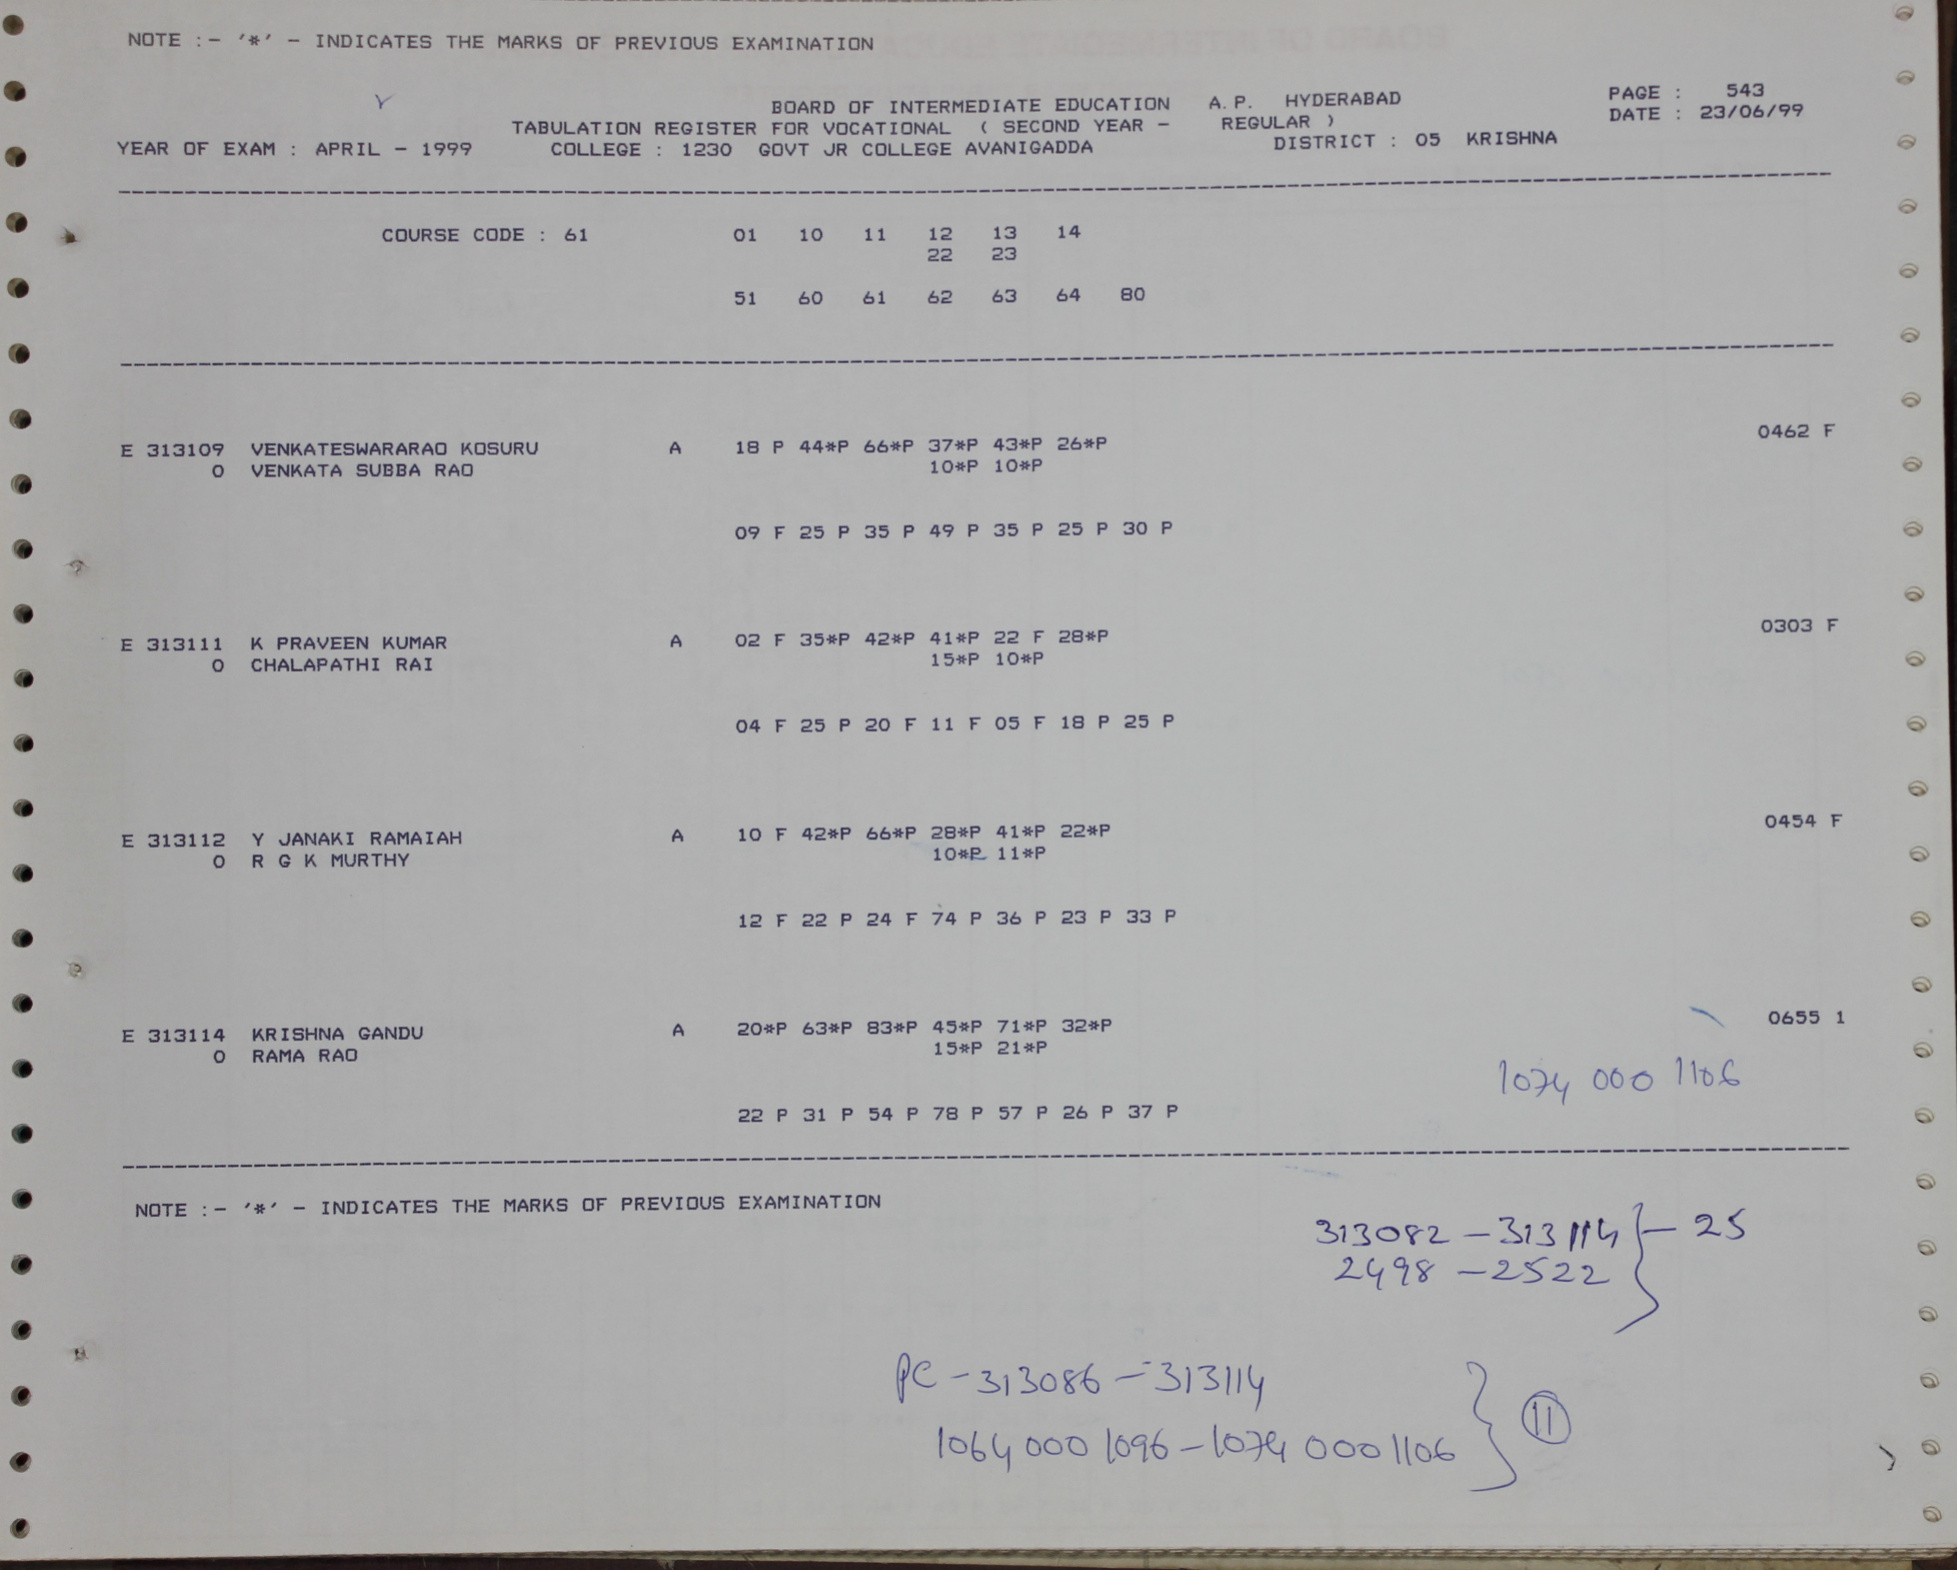 NOTE :- '*' - INDICATES THE MARKS OF PREVIOUS EXAMINATION
BOARD OF INTERMEDIATE EDUCATION A.P. HYDERABAD PAGE : 543
TABULATION REGISTER FOR VOCATIONAL ( SECOND YEAR - REGULAR ) DATE : 23/06/99
YEAR OF EXAM : APRIL - 1999 COLLEGE : 1230 GOVT JR COLLEGE AVANIGADDA DISTRICT : 05 KRISHNA
COURSE CODE : 61 01 10 11 12 13 14
22 23
51 60 61 62 63 64 80
E 313109 VENKATESWARARAO KOSURU A 18 P 44*P 66*P 37*P 43*P 26*P 0462 F
0 VENKATA SUBBA RAO 10*P 10*P
09 F 25 P 35 P 49 P 35 P 25 P 30 P
E 313111 K PRAVEEN KUMAR A 02 F 35*P 42*P 41*P 22 F 28*P 0303 F
0 CHALAPATHI RAI 15*P 10*P
04 F 25 P 20 F 11 F 05 F 18 P 25 P
E 313112 Y JANAKI RAMAIAH A 10 F 42*P 66*P 28*P 41*P 22*P 0454 F
0 R G K MURTHY 10*P 11*P
12 F 22 P 24 F 74 P 36 P 23 P 33 P
E 313114 KRISHNA GANDU A 20*P 63*P 83*P 45*P 71*P 32*P 0655 1
0 RAMA RAO 15*P 21*P
1074 000 1106
22 P 31 P 54 P 78 P 57 P 26 P 37 P
NOTE :- '*' - INDICATES THE MARKS OF PREVIOUS EXAMINATION
313082 - 313114 } - 25
2498 - 2522
PC - 313086 - 313114
1064 000 1096 - 1074 000 1106 } 11